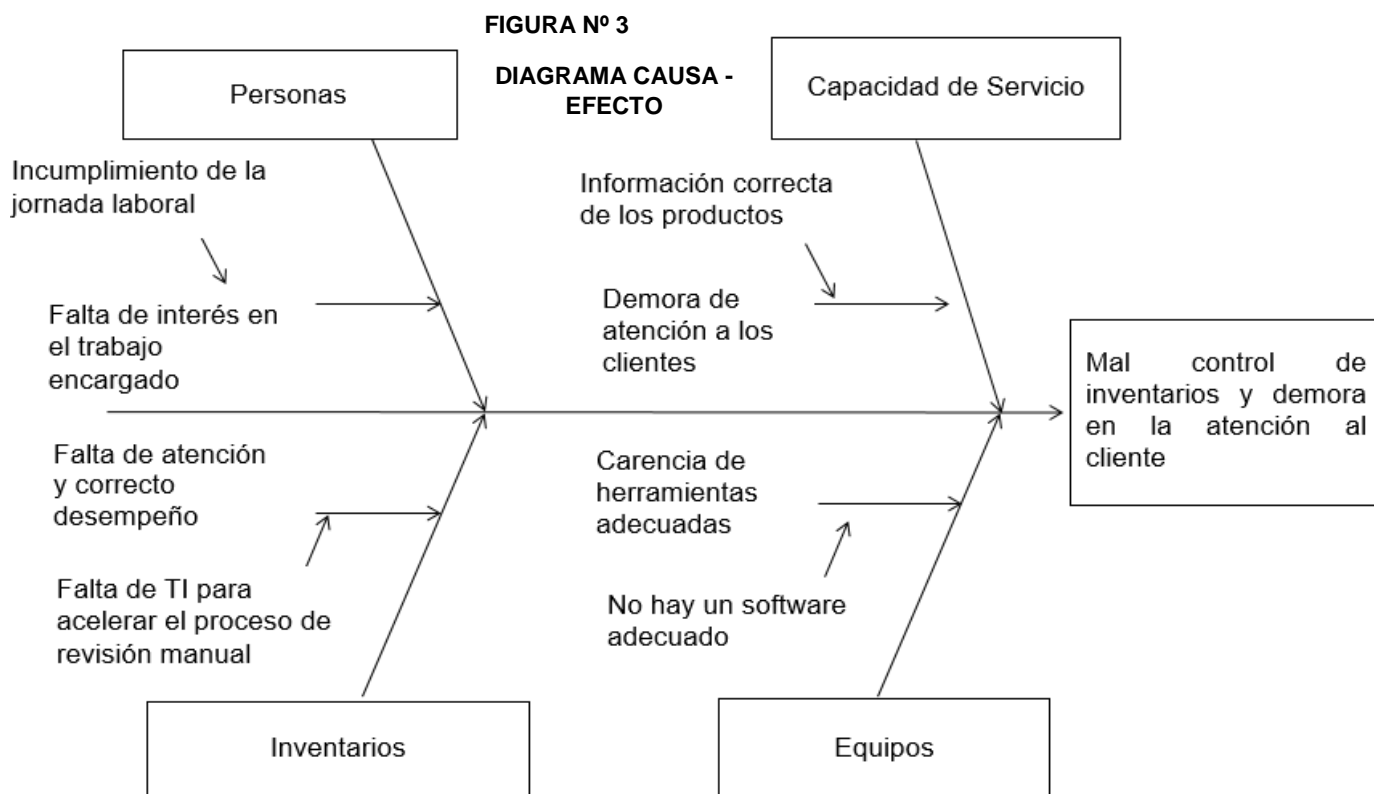 FIGURA Nº 3
DIAGRAMA CAUSA -
EFECTO
Personas
Capacidad de Servicio
Incumplimiento de la
jornada laboral
Información correcta
de los productos
Falta de interés en
el trabajo
encargado
Demora de
atención a los
clientes
Mal control de
inventarios y demora
en la atención al
cliente
Falta de atención
y correcto
desempeño
Carencia de
herramientas
adecuadas
Falta de TI para
acelerar el proceso de
revisión manual
No hay un software
adecuado
Inventarios
Equipos